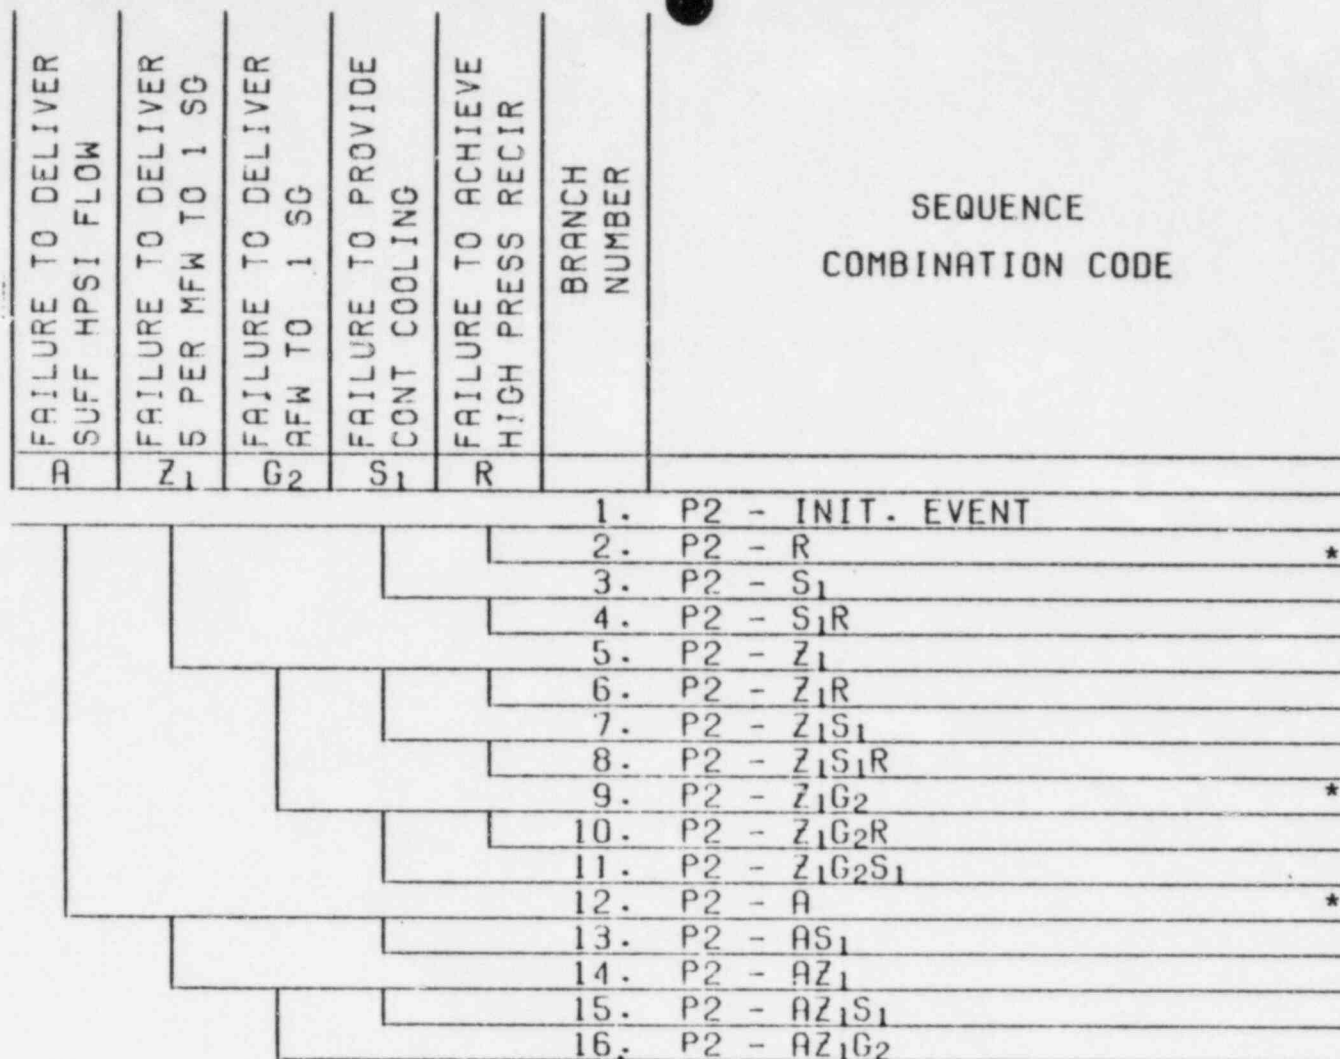 FAILURE TO DELIVER
SUFF HPSI FLOW
FAILURE TO DELIVER
5 PER MFW TO 1 SG
FAILURE TO DELIVER
AFW TO 1 SG
FAILURE TO PROVIDE
CONT COOLING
FAILURE TO ACHIEVE
HIGH PRESS RECIR
BRANCH
NUMBER
SEQUENCE
COMBINATION CODE
A Z1 G2 S1 R
1. P2 - INIT. EVENT
2. P2 - R *
3. P2 - S1
4. P2 - S1R
5. P2 - Z1
6. P2 - Z1R
7. P2 - Z1S1
8. P2 - Z1S1R
9. P2 - Z1G2 *
10. P2 - Z1G2R
11. P2 - Z1G2S1
12. P2 - A *
13. P2 - AS1
14. P2 - AZ1
15. P2 - AZ1S1
16. P2 - AZ1G2